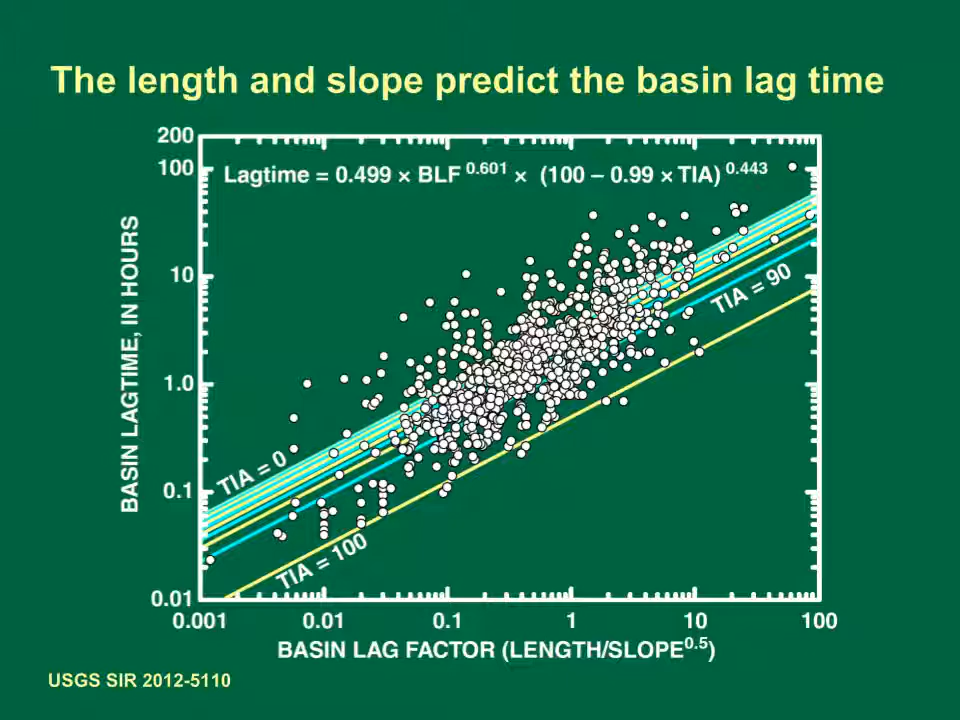 The length and slope predict the basin lag time
200
100
10
1.0
0.1
0.01
BASIN LAGTIME, IN HOURS
Lagtime = 0.499 × BLF 0.601 × (100 – 0.99 × TIA) 0.443
TIA = 90
TIA = 0
TIA = 100
0.001 0.01 0.1 1 10 100
BASIN LAG FACTOR (LENGTH/SLOPE0.5)
USGS SIR 2012-5110